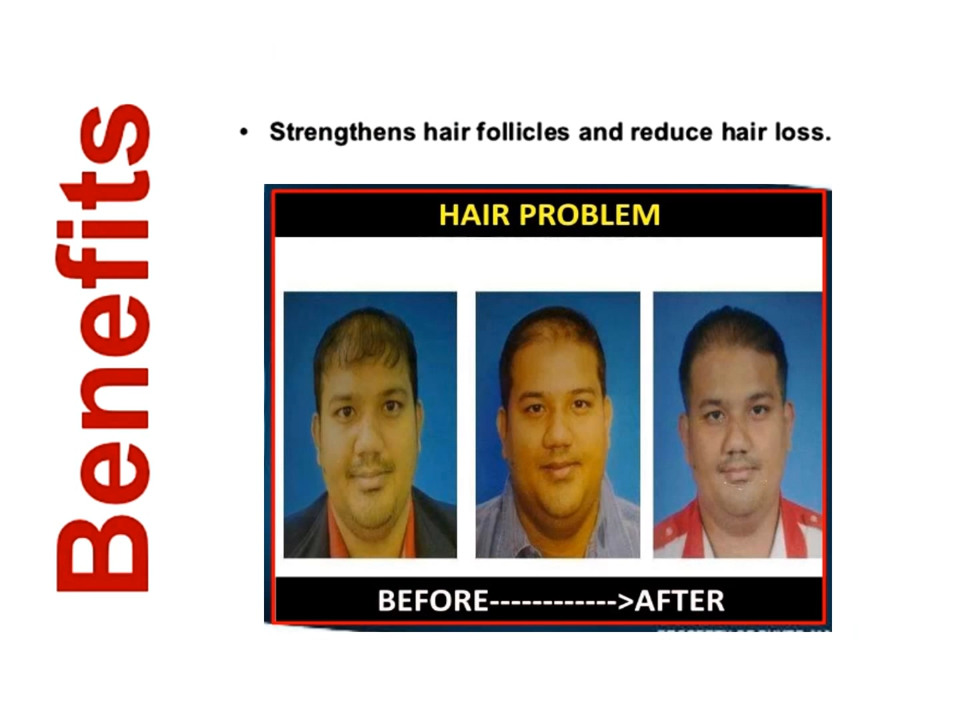 Benefits
• Strengthens hair follicles and reduce hair loss.
HAIR PROBLEM
BEFORE------------>AFTER